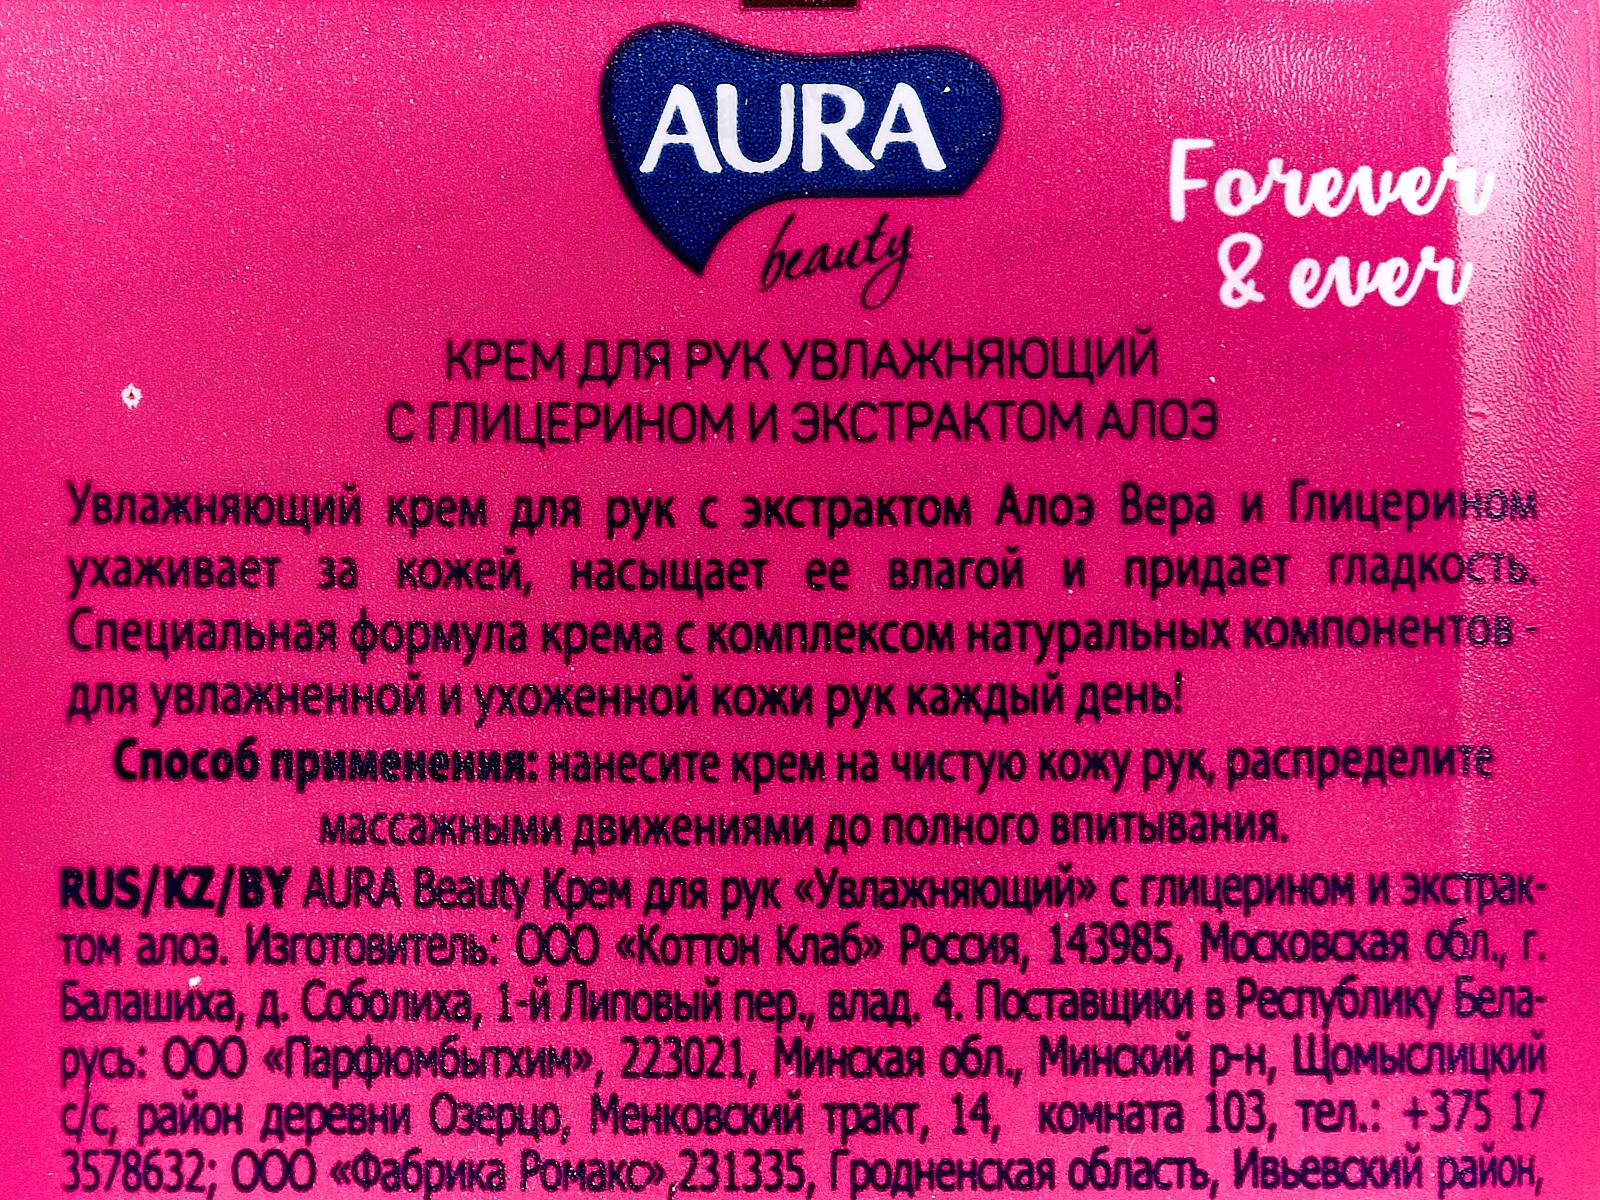 AURA
beauty
Forever
& ever
КРЕМ ДЛЯ РУК УВЛАЖНЯЮЩИЙ
С ГЛИЦЕРИНОМ И ЭКСТРАКТОМ АЛОЭ
Увлажняющий крем для рук с экстрактом Алоэ Вера и Глицерином
ухаживает за кожей, насыщает ее влагой и придает гладкость.
Специальная формула крема с комплексом натуральных компонентов -
для увлажненной и ухоженной кожи рук каждый день!
Способ применения: нанесите крем на чистую кожу рук, распределите
массажными движениями до полного впитывания.
RUS/KZ/BY AURA Beauty Крем для рук «Увлажняющий» с глицерином и экстрак-
том алоэ. Изготовитель: ООО «Коттон Клаб» Россия, 143985, Московская обл., г.
Балашиха, д. Соболиха, 1-й Липовый пер., влад. 4. Поставщики в Республику Бела-
русь: ООО «Парфюмбытхим», 223021, Минская обл., Минский р-н, Щомыслицкий
с/с, район деревни Озерцо, Менковский тракт, 14, комната 103, тел.: +375 17
3578632; ООО «Фабрика Ромакс», 231335, Гродненская область, Ивьевский район,